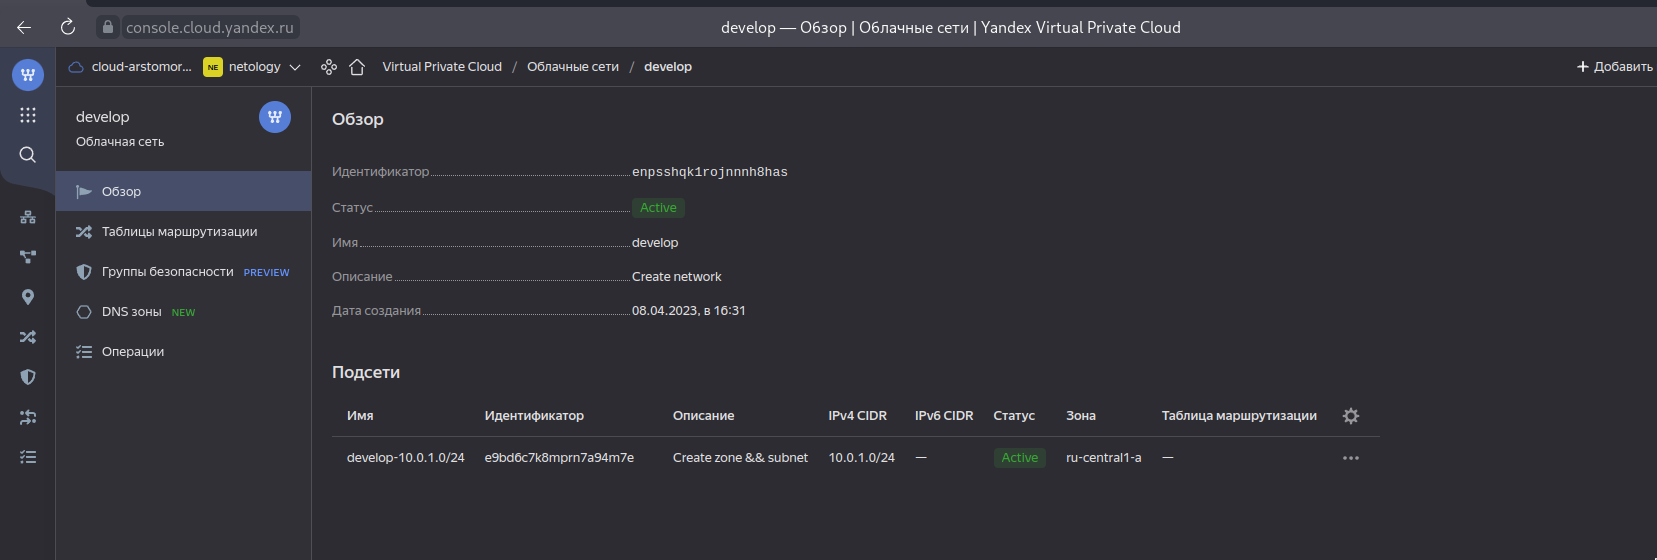 console.cloud.yandex.ru
develop — Обзор | Облачные сети | Yandex Virtual Private Cloud
cloud-arstomor... NE netology Virtual Private Cloud / Облачные сети / develop + Добавить
develop
Облачная сеть
Обзор
Таблицы маршрутизации
Группы безопасности PREVIEW
DNS зоны NEW
Операции
Обзор
Идентификатор enpsshqk1rojnnnh8has
Статус Active
Имя develop
Описание Create network
Дата создания 08.04.2023, в 16:31
Подсети
Имя Идентификатор Описание IPv4 CIDR IPv6 CIDR Статус Зона Таблица маршрутизации
develop-10.0.1.0/24 e9bd6c7k8mprn7a94m7e Create zone && subnet 10.0.1.0/24 — Active ru-central1-a —